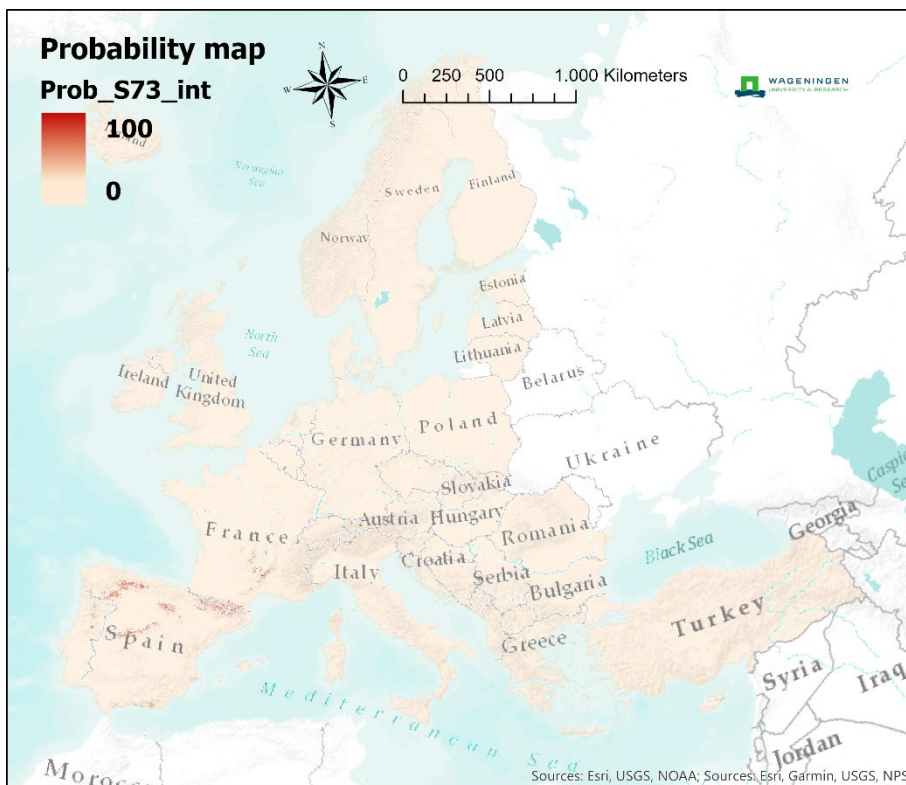 Probability map
Prob_S73_int
100
0
N
W
E
S
0 250 500 1.000 Kilometers
WAGENINGEN
UNIVERSITY & RESEARCH
Norwegian
Sea
Sweden
Finland
Norway
Estonia
North
Sea
Latvia
Lithuania
Ireland
United
Kingdom
Belarus
Poland
Germany
Ukraine
Slovakia
Caspian
Austria
Hungary
Georgia
France
Romania
Croatia
Black Sea
Italy
Serbia
Bulgaria
Turkey
Spain
Greece
Syria
Iraq
Mediterranean Sea
Jordan
Moroc
Sources: Esri, USGS, NOAA; Sources: Esri, Garmin, USGS, NPS